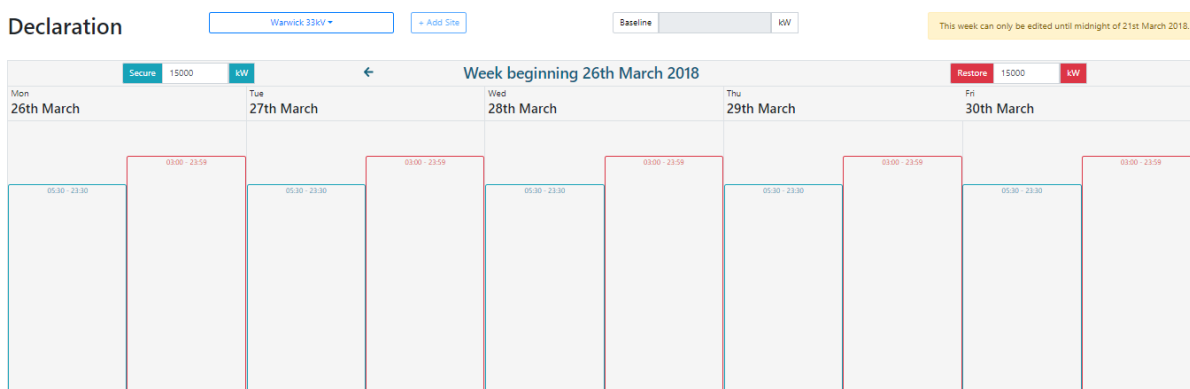 Declaration
Warwick 33kV
+ Add Site
Baseline
kW
This week can only be edited until midnight of 21st March 2018.
Secure 15000 kW
Week beginning 26th March 2018
Restore 15000 kW
Mon
26th March
Tue
27th March
Wed
28th March
Thu
29th March
Fri
30th March
03:00 - 23:59
03:00 - 23:59
03:00 - 23:59
03:00 - 23:59
03:00 - 23:59
05:30 - 23:30
05:30 - 23:30
05:30 - 23:30
05:30 - 23:30
05:30 - 23:30